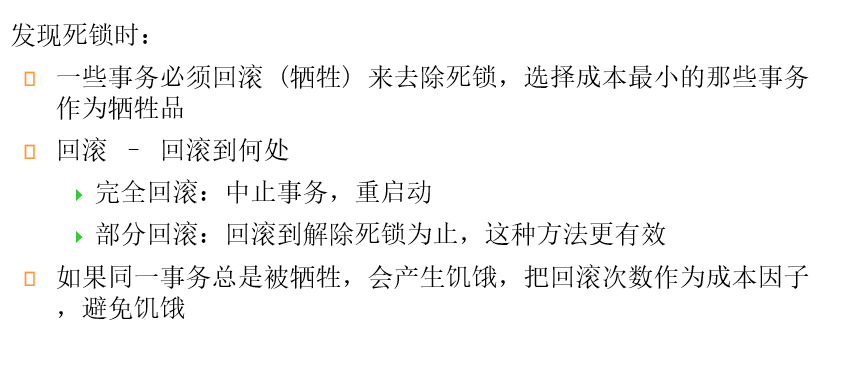 发现死锁时：
一些事务必须回滚（牺牲）来去除死锁，选择成本最小的那些事务
作为牺牲品
回滚 – 回滚到何处
完全回滚：中止事务，重启动
部分回滚：回滚到解除死锁为止，这种方法更有效
如果同一事务总是被牺牲，会产生饥饿，把回滚次数作为成本因子
，避免饥饿